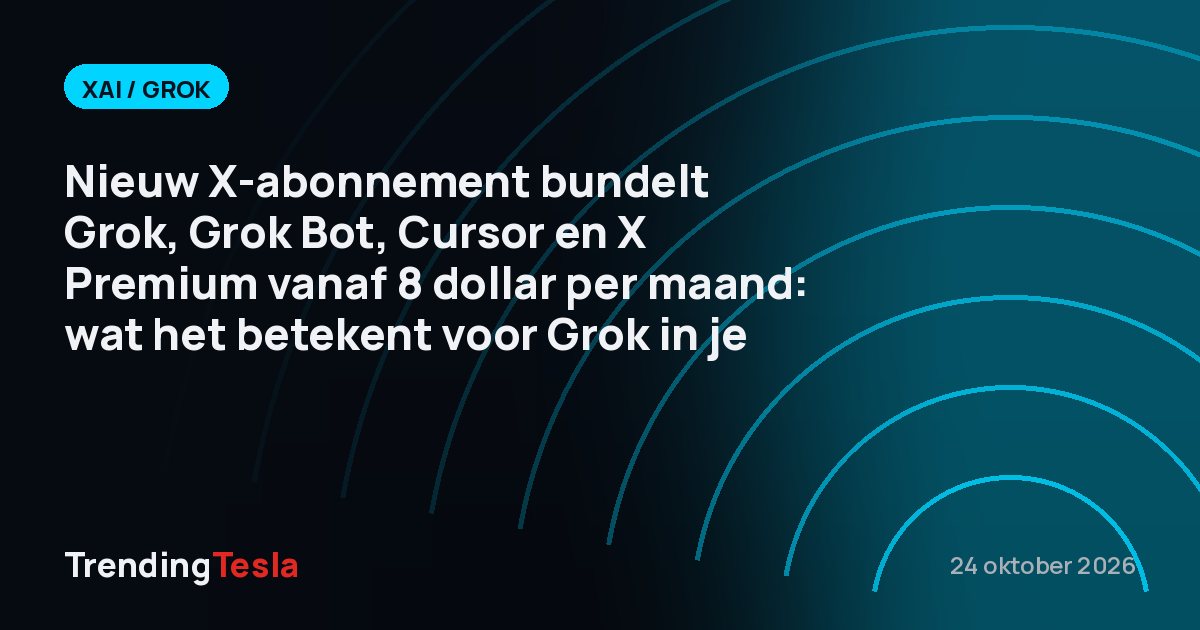 XAI / GROK
Nieuw X-abonnement bundelt
Grok, Grok Bot, Cursor en X
Premium vanaf 8 dollar per maand:
wat het betekent voor Grok in je
TrendingTesla
24 oktober 2026